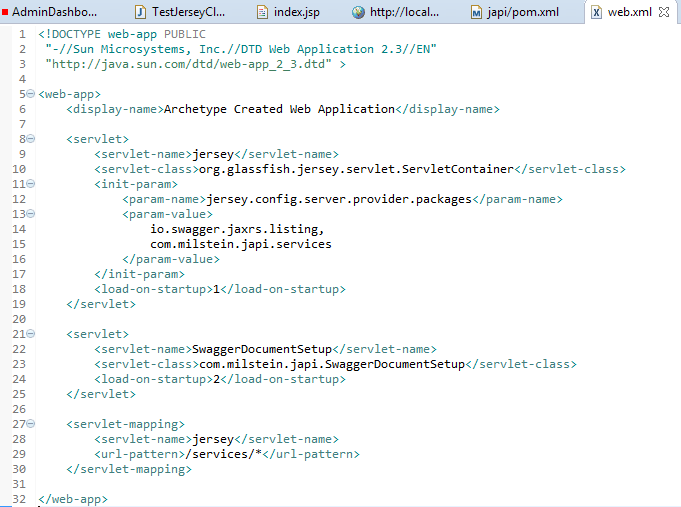 AdminDashbo...
TestJerseyCl...
index.jsp
http://local...
japi/pom.xml
web.xml
1 <!DOCTYPE web-app PUBLIC
2 "-//Sun Microsystems, Inc.//DTD Web Application 2.3//EN"
3 "http://java.sun.com/dtd/web-app_2_3.dtd" >
4
5 <web-app>
6 <display-name>Archetype Created Web Application</display-name>
7
8 <servlet>
9 <servlet-name>jersey</servlet-name>
10 <servlet-class>org.glassfish.jersey.servlet.ServletContainer</servlet-class>
11 <init-param>
12 <param-name>jersey.config.server.provider.packages</param-name>
13 <param-value>
14 io.swagger.jaxrs.listing,
15 com.milstein.japi.services
16 </param-value>
17 </init-param>
18 <load-on-startup>1</load-on-startup>
19 </servlet>
20
21 <servlet>
22 <servlet-name>SwaggerDocumentSetup</servlet-name>
23 <servlet-class>com.milstein.japi.SwaggerDocumentSetup</servlet-class>
24 <load-on-startup>2</load-on-startup>
25 </servlet>
26
27 <servlet-mapping>
28 <servlet-name>jersey</servlet-name>
29 <url-pattern>/services/*</url-pattern>
30 </servlet-mapping>
31
32 </web-app>